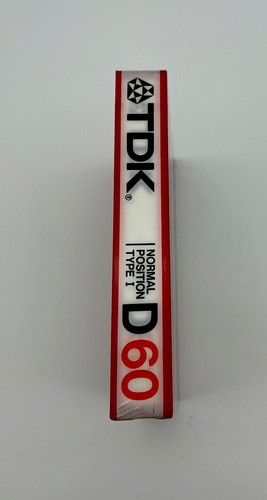 TDK®
NORMAL
POSITION
TYPE I
D60